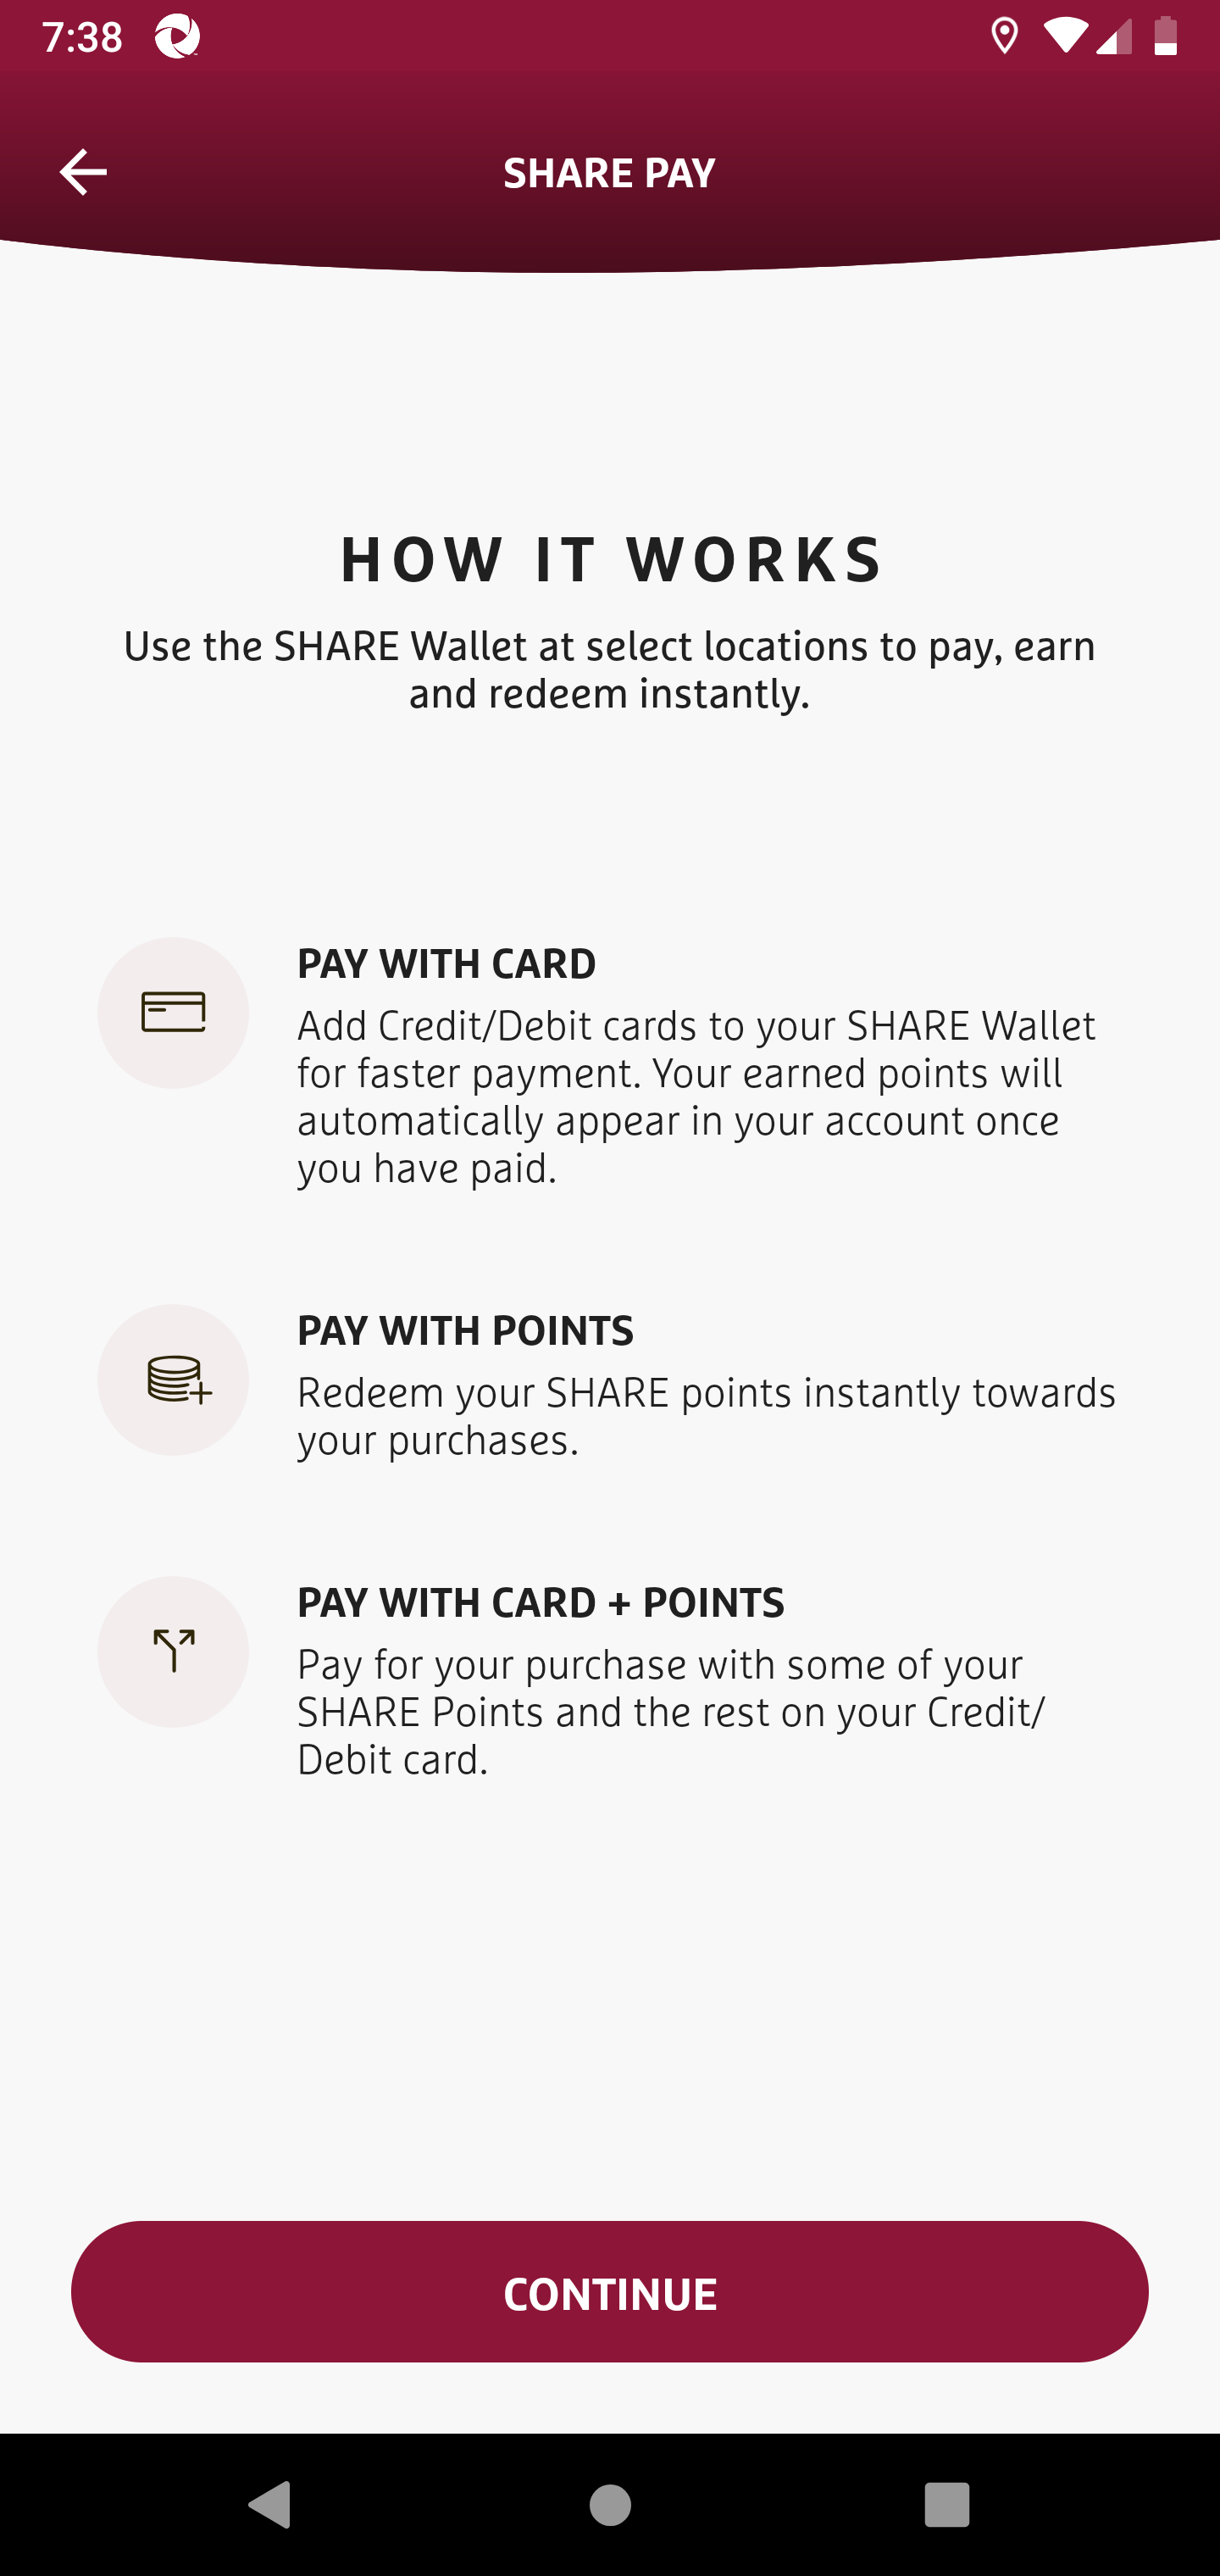 7:38
SHARE PAY
HOW IT WORKS
Use the SHARE Wallet at select locations to pay, earn
and redeem instantly.
PAY WITH CARD
Add Credit/Debit cards to your SHARE Wallet
for faster payment. Your earned points will
automatically appear in your account once
you have paid.
PAY WITH POINTS
Redeem your SHARE points instantly towards
your purchases.
PAY WITH CARD + POINTS
Pay for your purchase with some of your
SHARE Points and the rest on your Credit/
Debit card.
CONTINUE